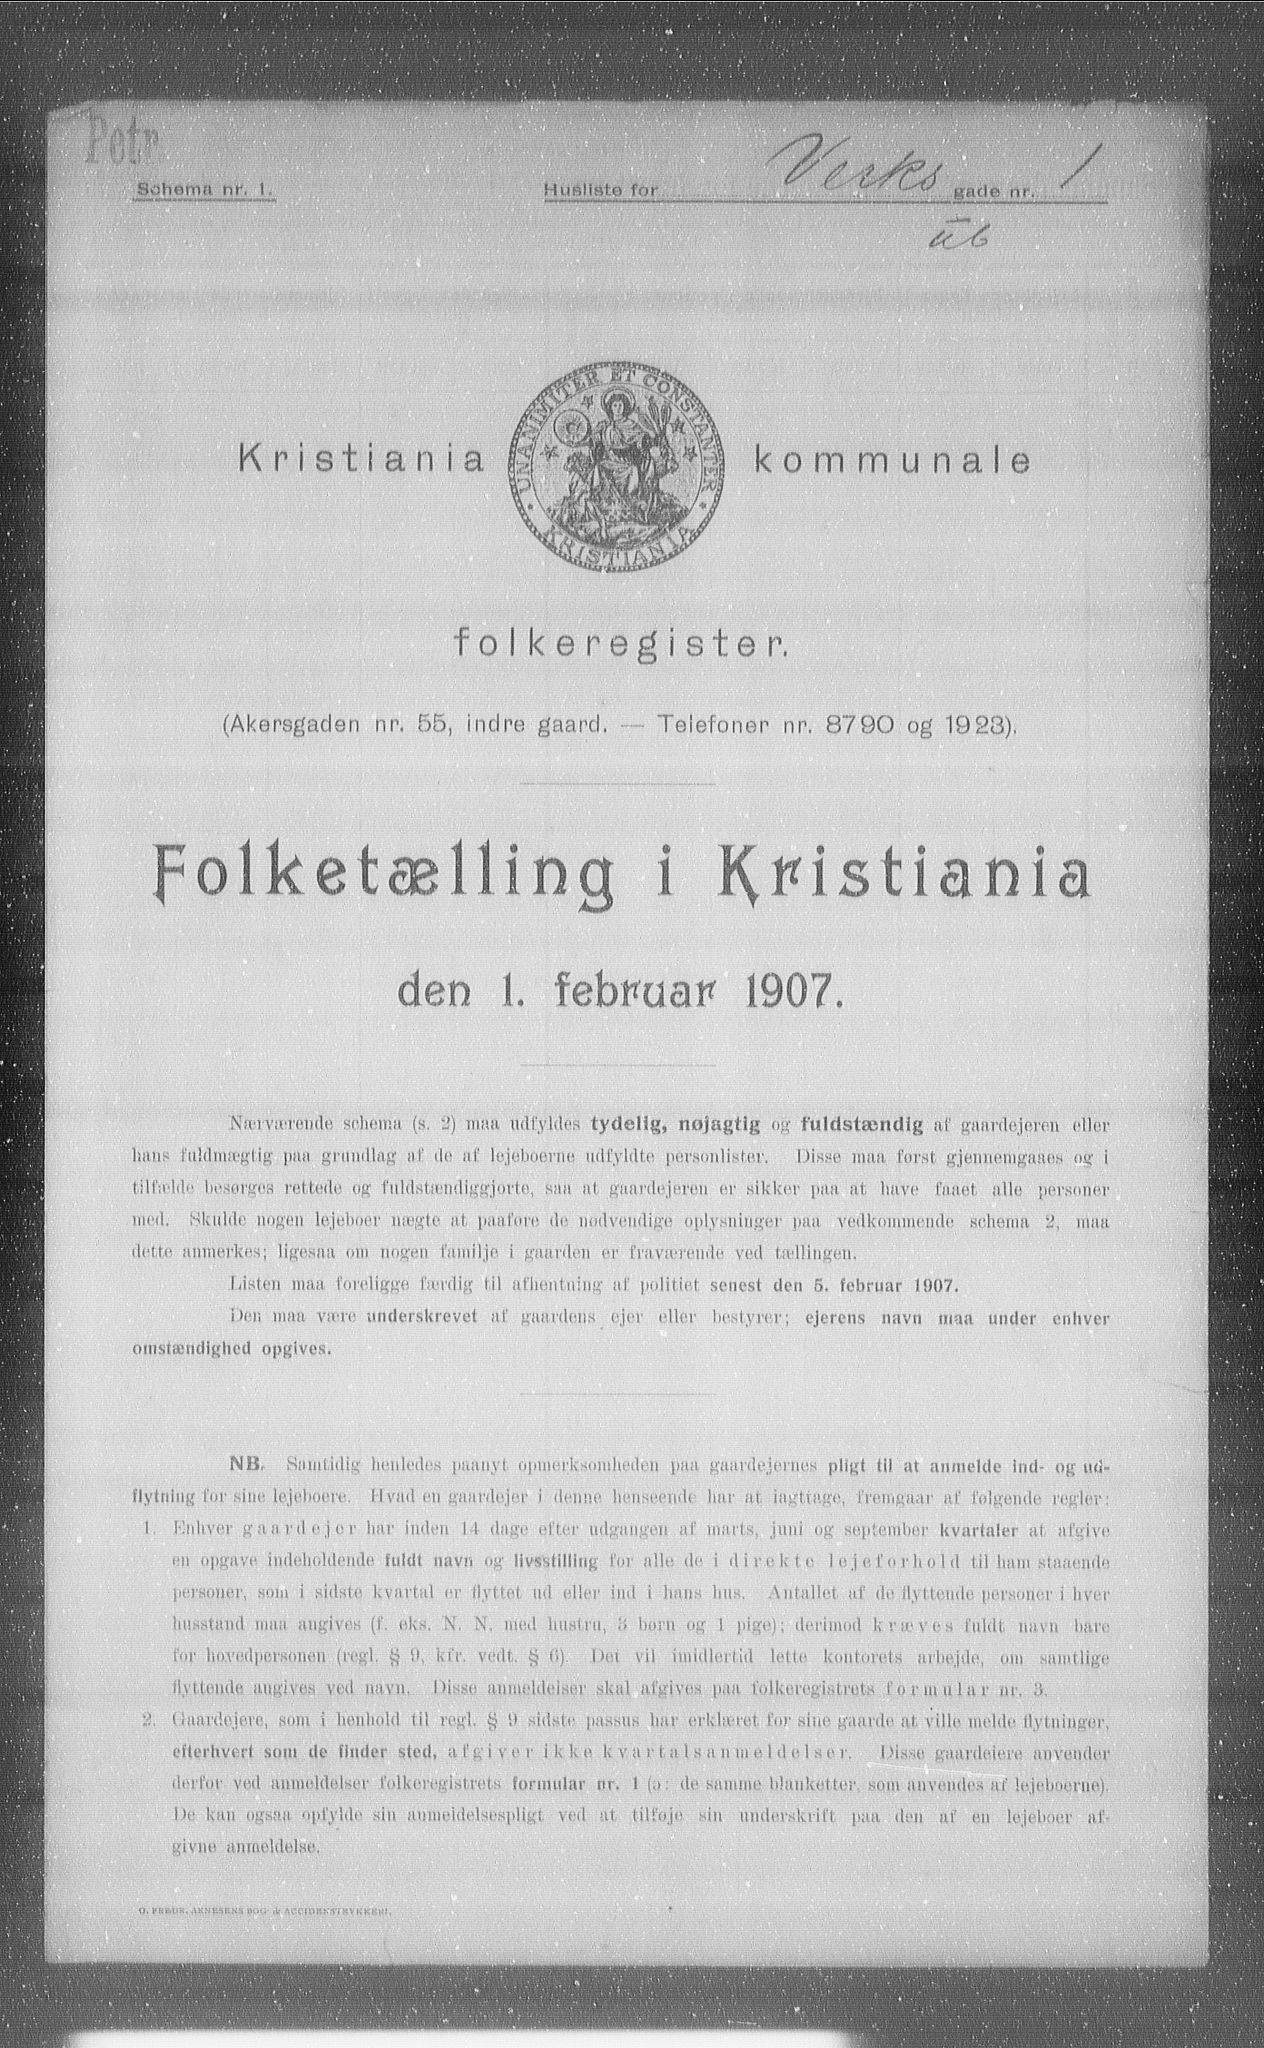 Petr.
Schema nr. 1.
Husliste for Verks gade nr. 1
ub
UNANIMITER ET CONSTANTER
KRISTIANIA
Kristiania kommunale
folkeregister.
(Akersgaden nr. 55, indre gaard. — Telefoner nr. 8790 og 1923).
Folketælling i Kristiania
den 1. februar 1907.
Nærværende schema (s. 2) maa udfyldes tydelig, nøjagtig og fuldstændig af gaardejeren eller
hans fuldmægtig paa grundlag af de af lejeboerne udfyldte personlister. Disse maa først gjennemgaaes og i
tilfælde besørges rettede og fuldstændiggjorte, saa at gaardejeren er sikker paa at have faaet alle personer
med. Skulde nogen lejeboer nægte at paaføre de nødvendige oplysninger paa vedkommende schema 2, maa
dette anmerkes; ligesaa om nogen familje i gaarden er fraværende ved tællingen.
Listen maa foreligge færdig til afhentning af politiet senest den 5. februar 1907.
Den maa være underskrevet af gaardens ejer eller bestyrer; ejerens navn maa under enhver
omstændighed opgives.
NB. Samtidig henledes paanyt opmerksomheden paa gaardejernes pligt til at anmelde ind- og ud-
flytning for sine lejeboere. Hvad en gaardejer i denne henseende har at iagttage, fremgaar af følgende regler:
1. Enhver gaardejer har inden 14 dage efter udgangen af marts, juni og september kvartaler at afgive
en opgave indeholdende fuldt navn og livsstilling for alle de i direkte lejeforhold til ham staaende
personer, som i sidste kvartal er flyttet ud eller ind i hans hus. Antallet af de flyttende personer i hver
husstand maa angives (f. eks. N. N. med hustru, 3 børn og 1 pige); derimod kræves fuldt navn bare
for hovedpersonen (regl. § 9, kfr. vedt. § 6). Det vil imidlertid lette kontorets arbejde, om samtlige
flyttende angives ved navn. Disse anmeldelser skal afgives paa folkeregistrets formular nr. 3.
2. Gaardejere, som i henhold til regl. § 9 sidste passus har erklæret for sine gaarde at ville melde flytninger,
efterhvert som de finder sted, afgiver ikke kvartalsanmeldelser. Disse gaardeiere anvender
derfor ved anmeldelser folkeregistrets formular nr. 1 (ɔ: de samme blanketter, som anvendes af lejeboerne).
De kan ogsaa opfylde sin anmeldelsespligt ved at tilføje sin underskrift paa den af en lejeboer af-
givne anmeldelse.
O. FREDR. ARNESENS BOG- & ACCIDENSTRYKKERI.